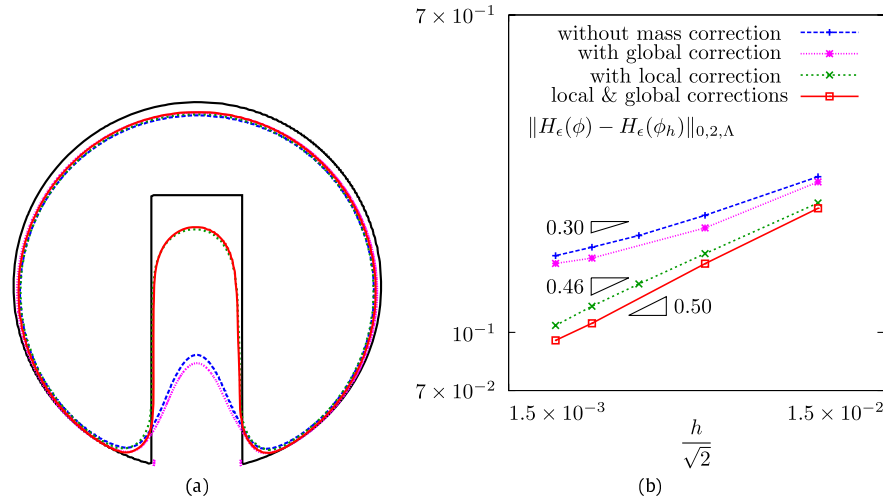 7 × 10⁻¹
without mass correction
with global correction
with local correction
local & global corrections
‖H_ϵ(ϕ) − H_ϵ(ϕ_h)‖_{0,2,Λ}
0.30
0.46
0.50
10⁻¹
7 × 10⁻²
1.5 × 10⁻³
1.5 × 10⁻²
h
√2
(a)
(b)